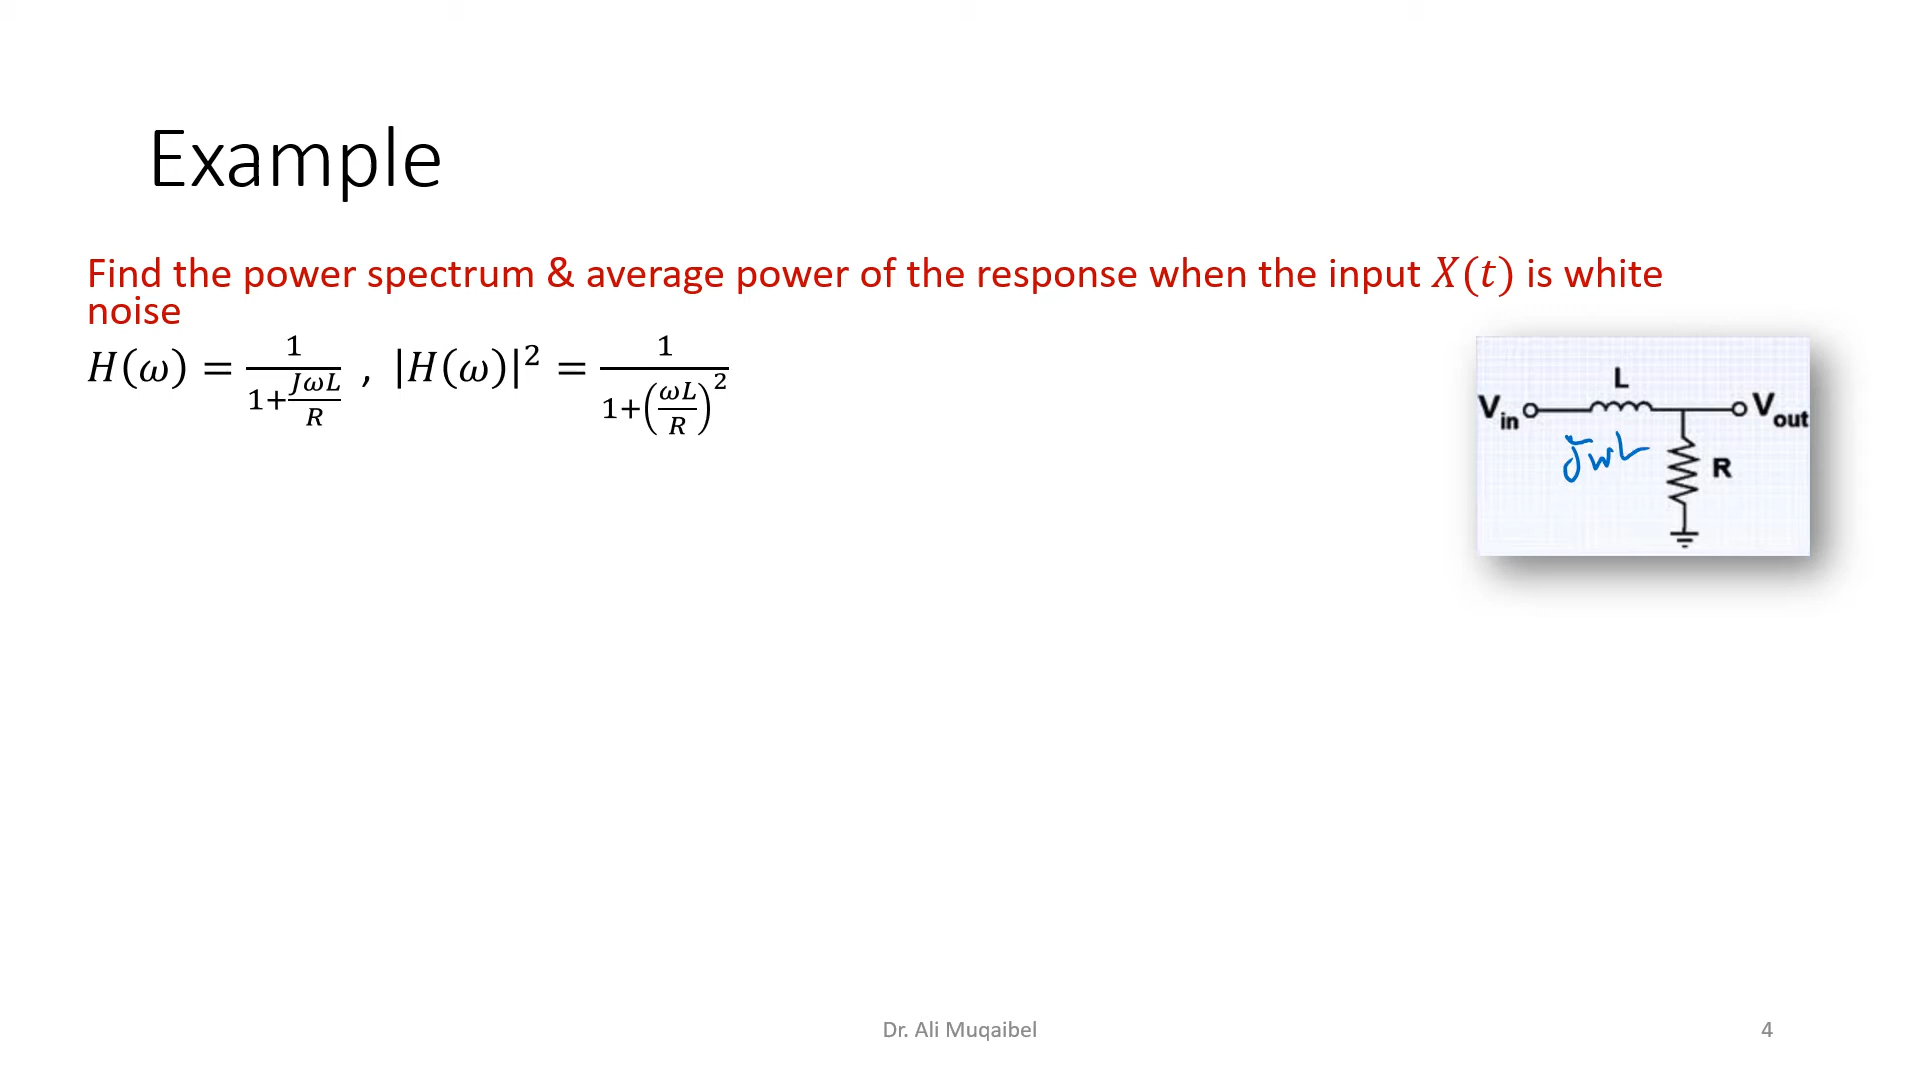 Example
Find the power spectrum & average power of the response when the input 𝑋(𝑡) is white
noise
𝐻(𝜔) = 1/(1+𝐽𝜔𝐿/𝑅) , |𝐻(𝜔)|² = 1/(1+(𝜔𝐿/𝑅)²)
L
Vin
Vout
JwL
R
Dr. Ali Muqaibel
4